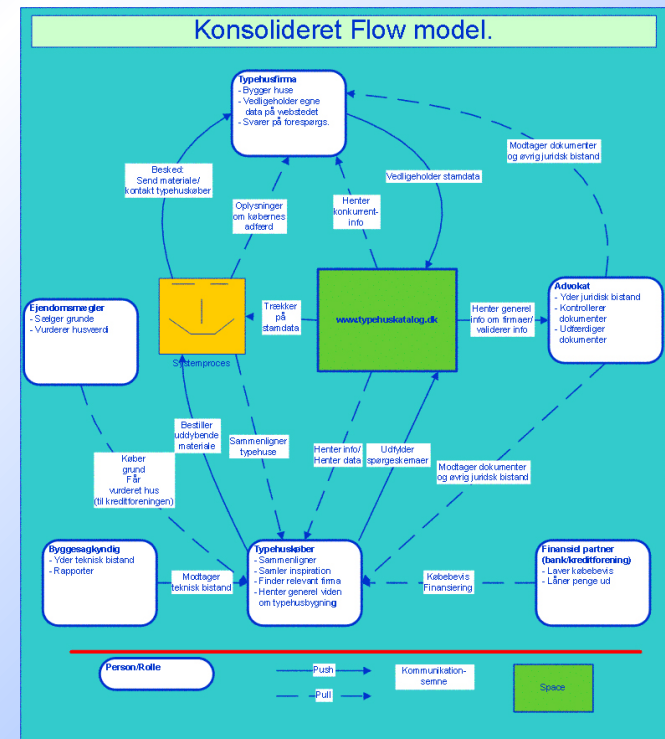 Konsolideret Flow model.
Typehusfirma
- Bygger huse
- Vedligeholder egne
data på webstedet
- Svarer på forespørgs.
Modtager dokumenter
og øvrig juridsk bistand
Besked:
Send materiale/
kontakt typehuskøber
Vedligeholder stamdata
Oplysninger
om købernes
adfærd
Henter
konkurrent-
info
Ejendomsmægler
- Sælger grunde
- Vurderer husværdi
Systemproces
Trækker
på
stamdata
www.typehuskatalog.dk
Henter generel
info om firmaer/
validerer info
Advokat
- Yder juridisk bistand
- Kontrollerer
dokumenter
- Udfærdiger
dokumenter
Bestiller
uddybende
materiale
Sammenligner
typehuse
Henter info/
Henter data
Udfylder
spørgeskemaer
Modtager dokumenter
og øvrig juridsk bistand
Køber
grund
Får
vurderet hus
(til kreditforeningen)
Byggesagkyndig
- Yder teknisk bistand
- Rapporter
Modtager
teknisk bistand
Typehuskøber
- Sammenligner
- Samler inspiration
- Finder relevant firma
- Henter generel viden
om typehusbygning
Købebevis
Finansiering
Finansiel partner
(bank/kreditforening)
- Laver købebevis
- Låner penge ud
Person/Rolle
Push
Pull
Kommunikation-
semne
Space